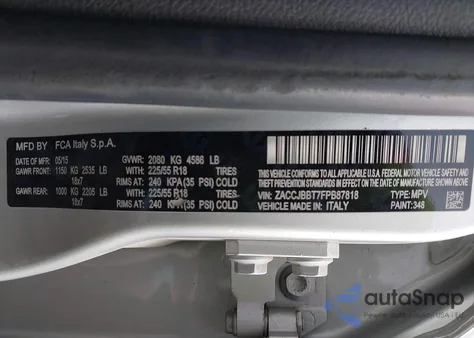 MFD BY FCA Italy S.p.A.
DATE OF MFR 05/15 GVWR: 2080 KG 4586 LB
GAWR FRONT: 1150 KG 2535 LB WITH 225/55 R18 TIRES
18x7 RIMS AT: 240 KPA(35 PSI) COLD
GAWR REAR: 1000 KG 2205 LB WITH 225/55 R18 TIRES
18x7 RIMS AT: 240 KPA(35 PSI) COLD
THIS VEHICLE CONFORMS TO ALL APPLICABLE
U.S.A. FEDERAL MOTOR VEHICLE SAFETY, BUMPER
AND THEFT PREVENTION STANDARDS IN EFFECT
ON THE DATE OF MANUFACTURE SHOWN ABOVE
VIN: ZACCJBBT7FPB87818 TYPE: MPV
VEHICLE MADE IN: ITALY PAINT: 348
autoSnap